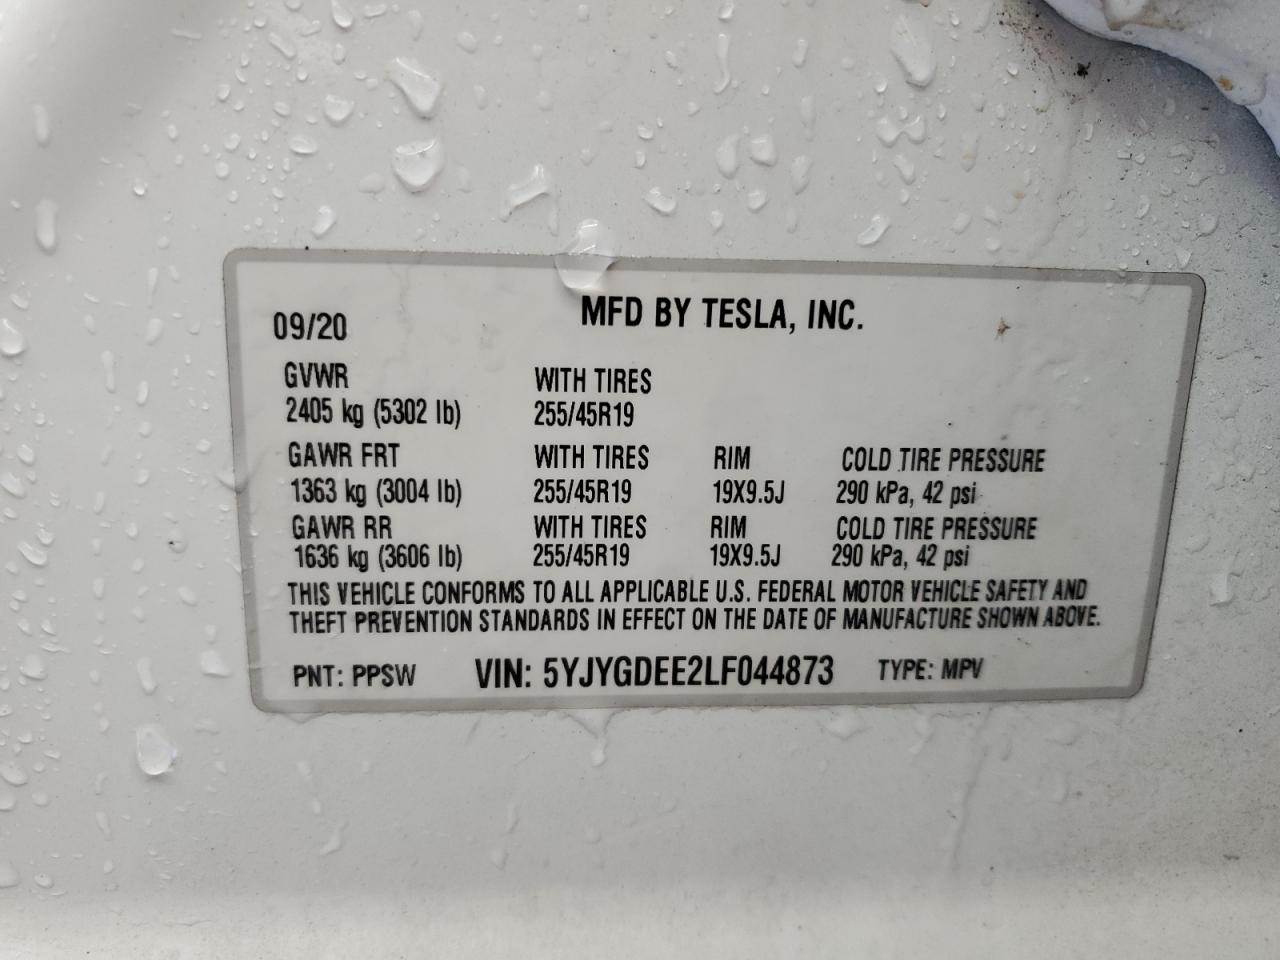 09/20 MFD BY TESLA, INC.
GVWR WITH TIRES
2405 kg (5302 lb) 255/45R19
GAWR FRT WITH TIRES RIM COLD TIRE PRESSURE
1363 kg (3004 lb) 255/45R19 19X9.5J 290 kPa, 42 psi
GAWR RR WITH TIRES RIM COLD TIRE PRESSURE
1636 kg (3606 lb) 255/45R19 19X9.5J 290 kPa, 42 psi
THIS VEHICLE CONFORMS TO ALL APPLICABLE U.S. FEDERAL MOTOR VEHICLE SAFETY AND
THEFT PREVENTION STANDARDS IN EFFECT ON THE DATE OF MANUFACTURE SHOWN ABOVE.
PNT: PPSW VIN: 5YJYGDEE2LF044873 TYPE: MPV